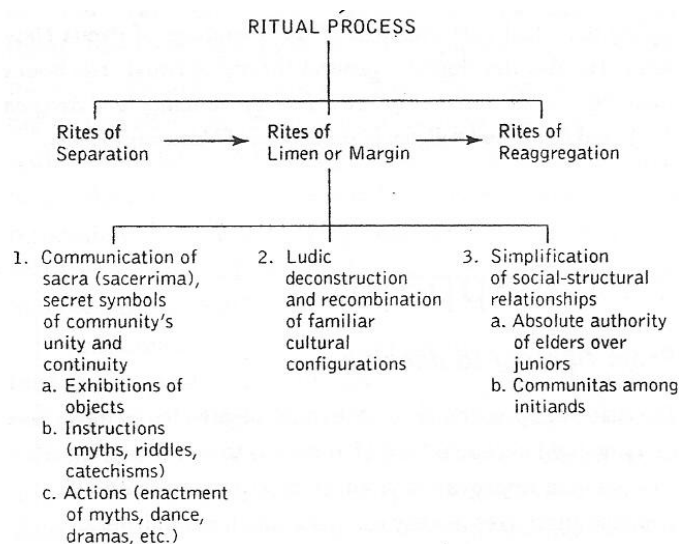 RITUAL PROCESS
Rites of
Separation
Rites of
Limen or Margin
Rites of
Reaggregation
1. Communication of
sacra (sacerrima),
secret symbols
of community's
unity and
continuity
a. Exhibitions of
objects
b. Instructions
(myths, riddles,
catechisms)
c. Actions (enactment
of myths, dance,
dramas, etc.)
2. Ludic
deconstruction
and recombination
of familiar
cultural
configurations
3. Simplification
of social-structural
relationships
a. Absolute authority
of elders over
juniors
b. Communitas among
initiands